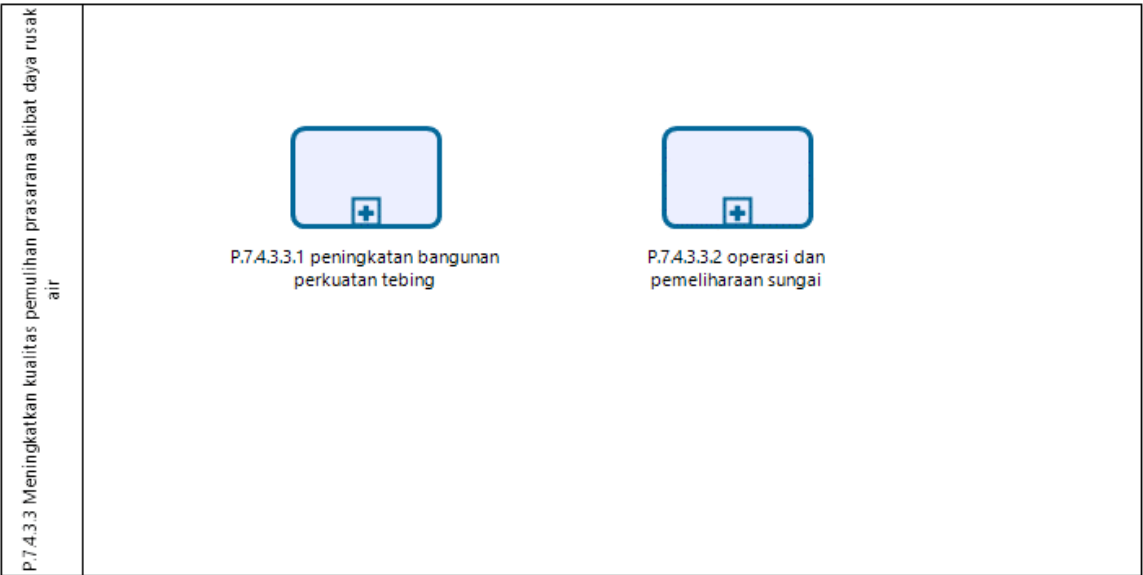 P.7.4.3.3 Meningkatkan kualitas pemulihan prasarana akibat daya rusak
air
P.7.4.3.3.1 peningkatan bangunan
perkuatan tebing
P.7.4.3.3.2 operasi dan
pemeliharaan sungai